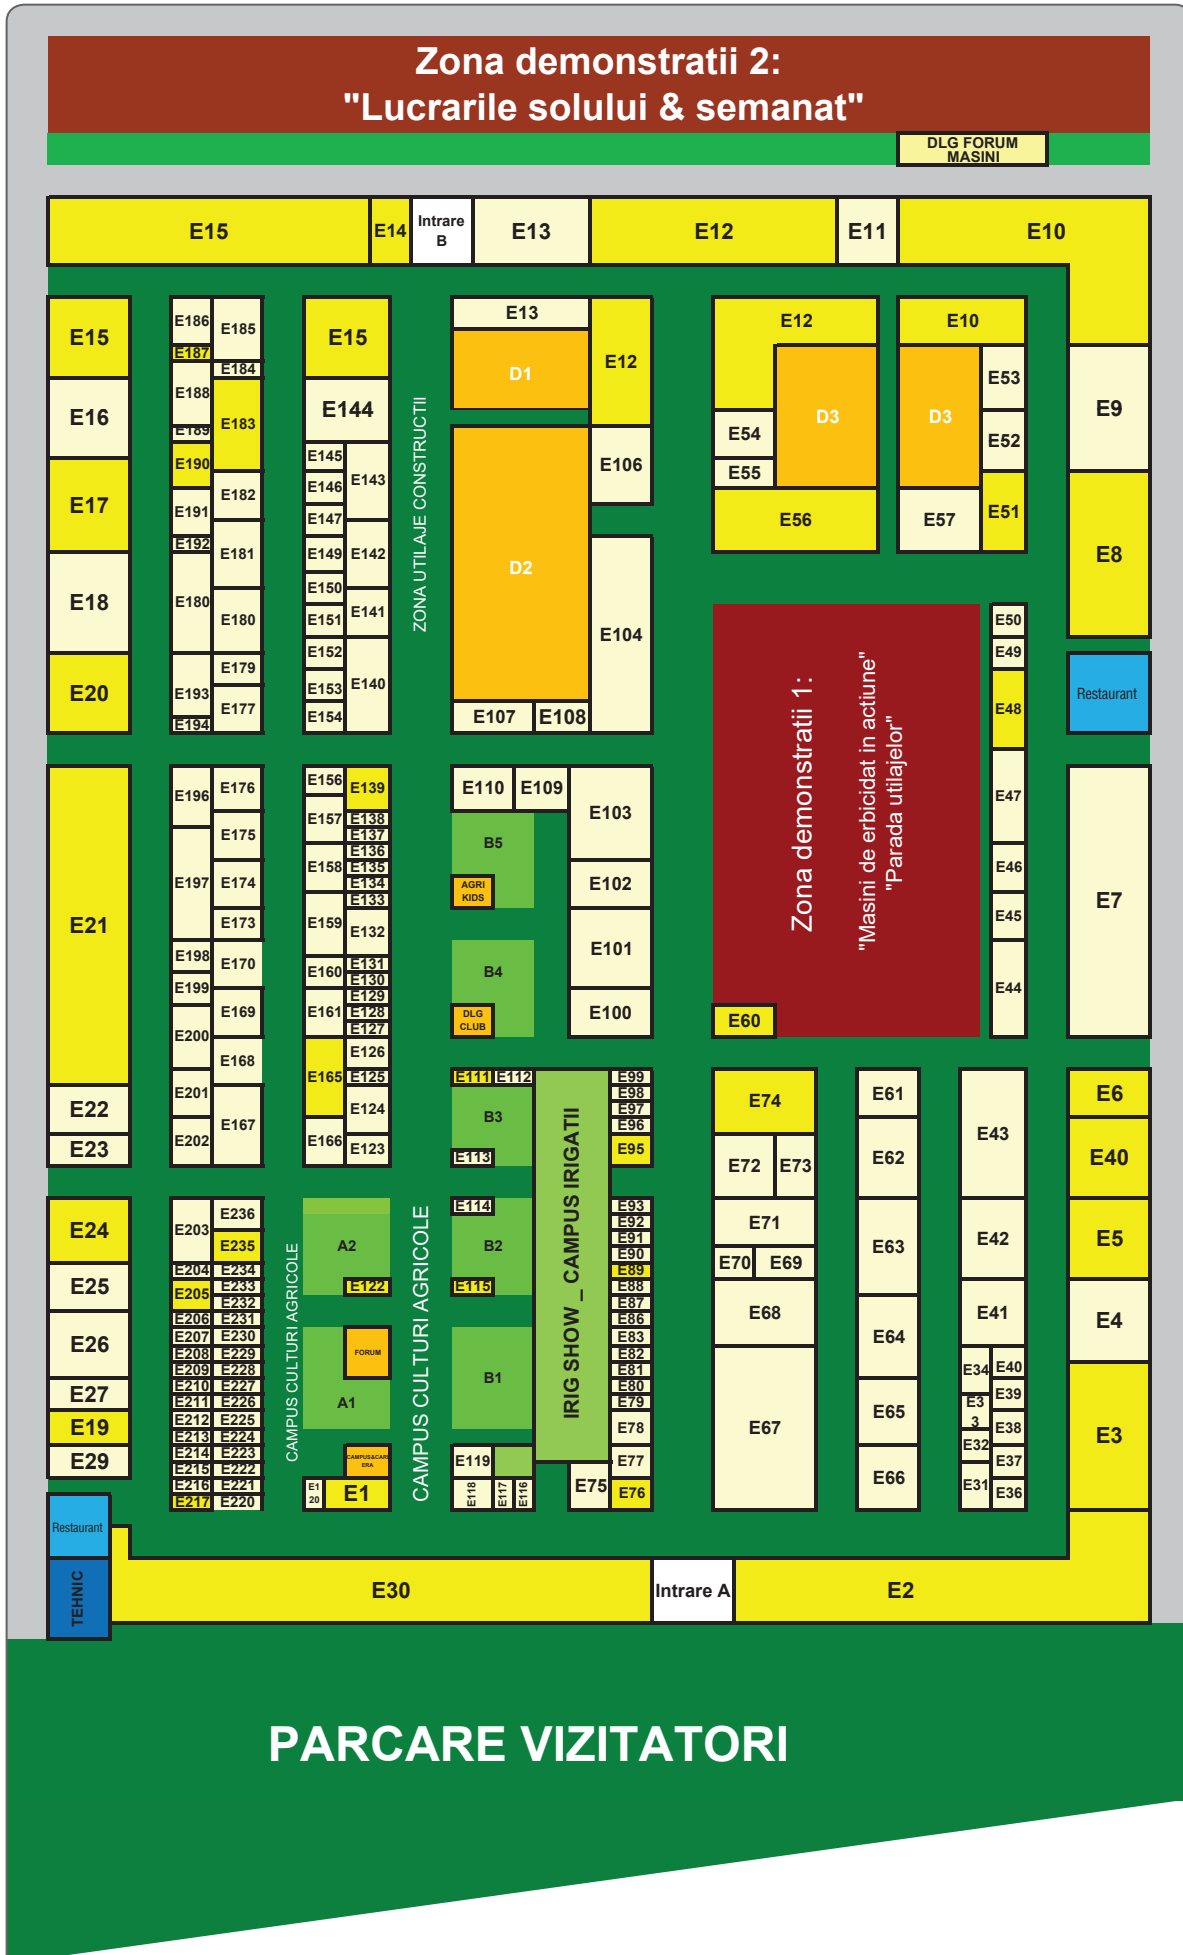 Zona demonstratii 2:
"Lucrarile solului & semanat"
DLG FORUM
MASINI
E15
E14
Intrare
B
E13
E12
E11
E10
E15
E16
E17
E18
E20
E186
E187
E188
E189
E190
E191
E192
E180
E193
E194
E185
E184
E183
E182
E181
E180
E179
E177
E15
E144
E145
E146
E147
E149
E150
E151
E152
E153
E154
E143
E142
E141
E140
ZONA UTILAJE CONSTRUCTII
E13
D1
D2
E107
E108
E12
E106
E104
E12
D3
E54
E55
E56
E10
D3
E53
E52
E57
E51
E9
E8
Restaurant
E50
E49
E48
E47
E46
E45
E44
E7
Zona demonstratii 1:
"Masini de erbicidat in actiune"
"Parada utilajelor"
E60
E21
E22
E23
E196
E197
E198
E199
E200
E201
E202
E176
E175
E174
E173
E170
E169
E168
E167
E156
E157
E158
E159
E160
E161
E165
E166
E139
E138
E137
E136
E135
E134
E133
E132
E131
E130
E129
E128
E127
E126
E125
E124
E123
E110
E109
B5
AGRI
KIDS
B4
DLG
CLUB
E103
E102
E101
E100
E111
E112
B3
E113
E114
B2
E115
B1
E119
E118
E117
E116
IRIG SHOW _ CAMPUS IRIGATII
E75
E99
E98
E97
E96
E95
E93
E92
E91
E90
E89
E88
E87
E86
E83
E82
E81
E80
E79
E78
E77
E76
E74
E72
E73
E71
E70
E69
E68
E67
E61
E62
E63
E64
E65
E66
E43
E42
E41
E34
E3
3
E32
E31
E40
E39
E38
E37
E36
E6
E40
E5
E4
E3
E24
E25
E26
E27
E19
E29
E203
E204
E205
E206
E207
E208
E209
E210
E211
E212
E213
E214
E215
E216
E217
E236
E235
E234
E233
E232
E231
E230
E229
E228
E227
E226
E225
E224
E223
E222
E221
E220
CAMPUS CULTURI AGRICOLE
A2
E122
FORUM
A1
CAMPUS&CARI
ERA
E1
20
E1
CAMPUS CULTURI AGRICOLE
Restaurant
TEHNIC
E30
Intrare A
E2
PARCARE VIZITATORI